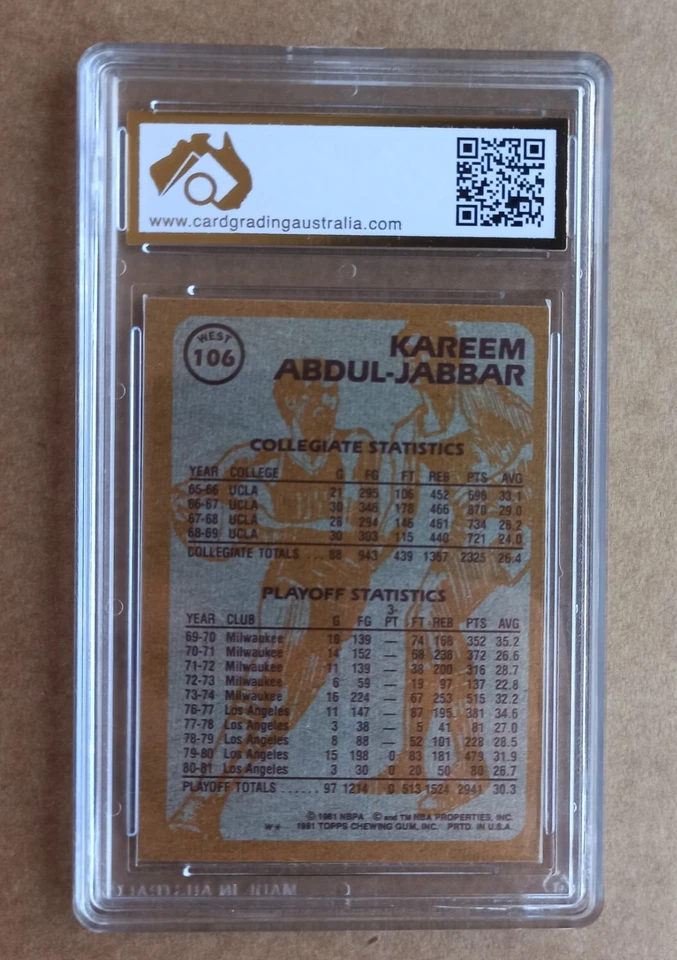 www.cardgradingaustralia.com
WEST
106
KAREEM
ABDUL-JABBAR
COLLEGIATE STATISTICS
YEAR COLLEGE G FG FT REB PTS AVG
65-66 UCLA 21 295 106 452 696 33.1
66-67 UCLA 30 346 178 466 870 29.0
67-68 UCLA 28 294 146 461 734 26.2
68-69 UCLA 30 303 115 440 721 24.0
COLLEGIATE TOTALS ... 88 943 439 1367 2325 26.4
PLAYOFF STATISTICS
YEAR CLUB G FG 3-PT FT REB PTS AVG
69-70 Milwaukee 10 139 — 74 168 352 35.2
70-71 Milwaukee 14 152 — 68 238 372 26.6
71-72 Milwaukee 11 139 — 38 200 316 28.7
72-73 Milwaukee 6 59 — 19 97 137 22.8
73-74 Milwaukee 16 224 — 67 253 515 32.2
76-77 Los Angeles 11 147 — 87 195 381 34.6
77-78 Los Angeles 3 38 — 5 41 81 27.0
78-79 Los Angeles 8 88 — 52 101 228 28.5
79-80 Los Angeles 15 198 0 83 181 479 31.9
80-81 Los Angeles 3 30 0 20 50 80 26.7
PLAYOFF TOTALS ...... 97 1214 0 513 1524 2941 30.3
© 1981 NBPA © and TM NBA PROPERTIES, INC.
W* 1981 TOPPS CHEWING GUM, INC. PRTD. IN U.S.A.
MADE IN AUSTRALIA